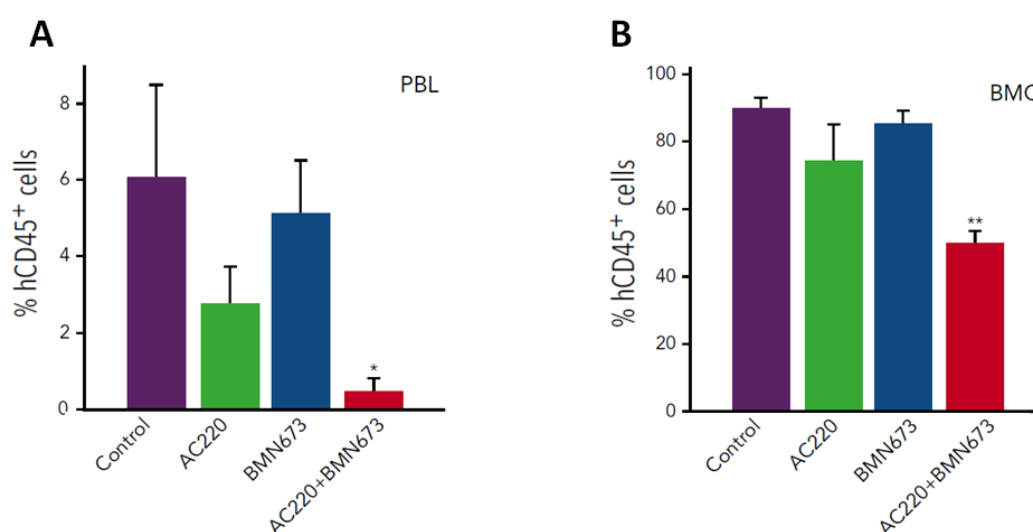 A
PBL
% hCD45+ cells
8
6
4
2
0
*
Control
AC220
BMN673
AC220+BMN673
B
BMC
% hCD45+ cells
100
80
60
40
20
0
**
Control
AC220
BMN673
AC220+BMN673